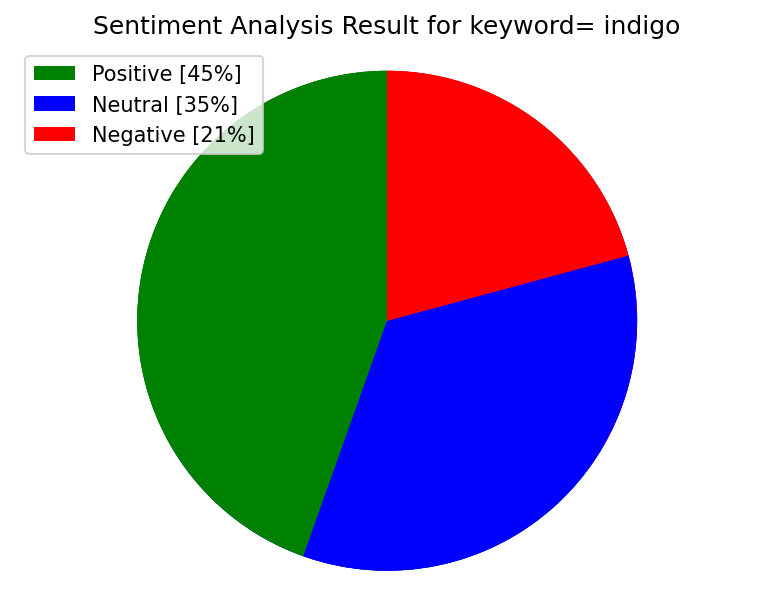 Sentiment Analysis Result for keyword= indigo
Positive [45%]
Neutral [35%]
Negative [21%]